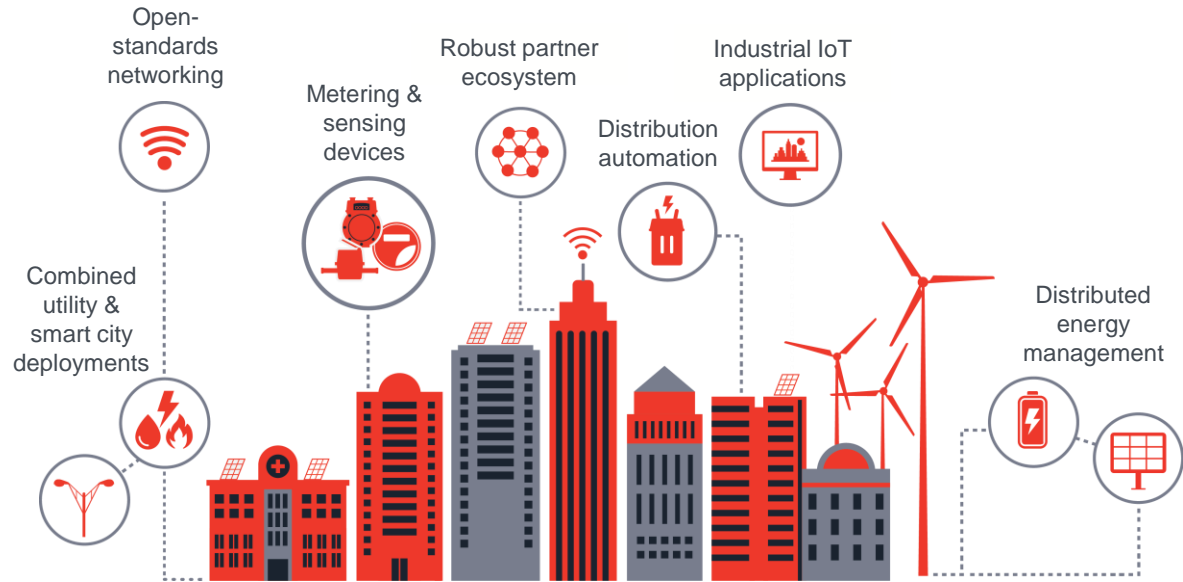 Open-
standards
networking
Metering &
sensing
devices
Robust partner
ecosystem
Distribution
automation
Industrial IoT
applications
Combined
utility &
smart city
deployments
Distributed
energy
management